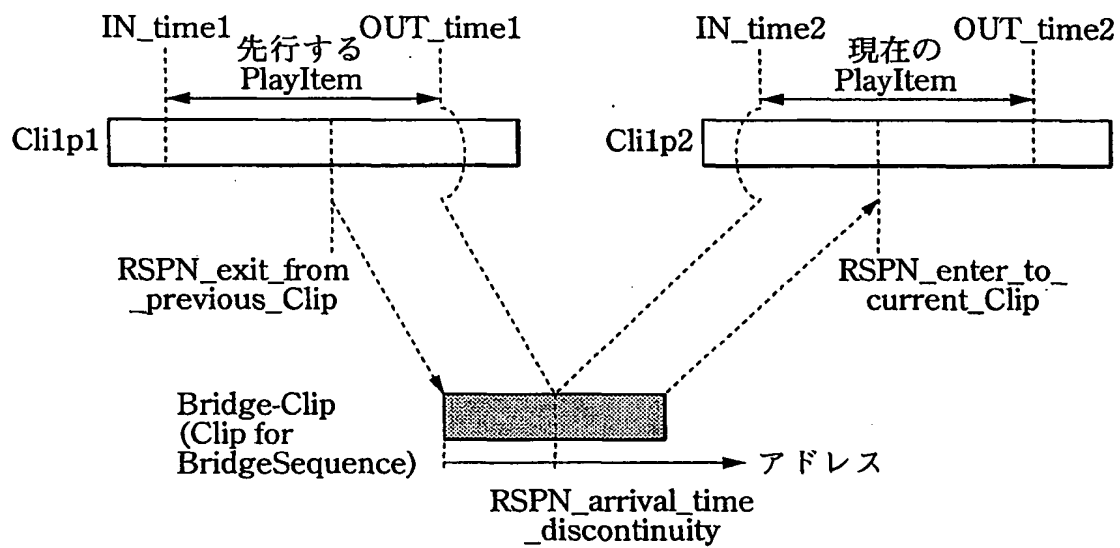 IN_time1
先行する
PlayItem
OUT_time1
IN_time2
現在の
PlayItem
OUT_time2
Cli1p1
Cli1p2
RSPN_exit_from
_previous_Clip
RSPN_enter_to_
current_Clip
Bridge-Clip
(Clip for
BridgeSequence)
アドレス
RSPN_arrival_time
_discontinuity